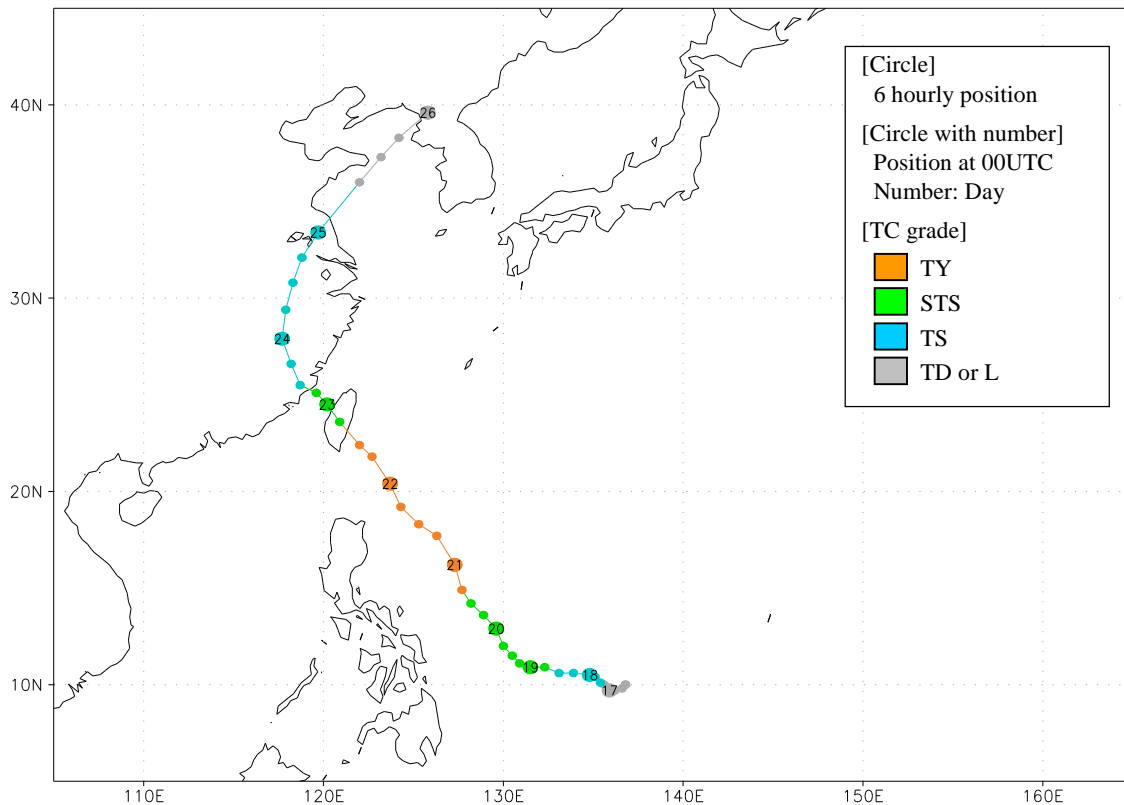 40N
30N
20N
10N
110E
120E
130E
140E
150E
160E
26
25
24
23
22
21
20
19
18
17
[Circle]
6 hourly position
[Circle with number]
Position at 00UTC
Number: Day
[TC grade]
TY
STS
TS
TD or L